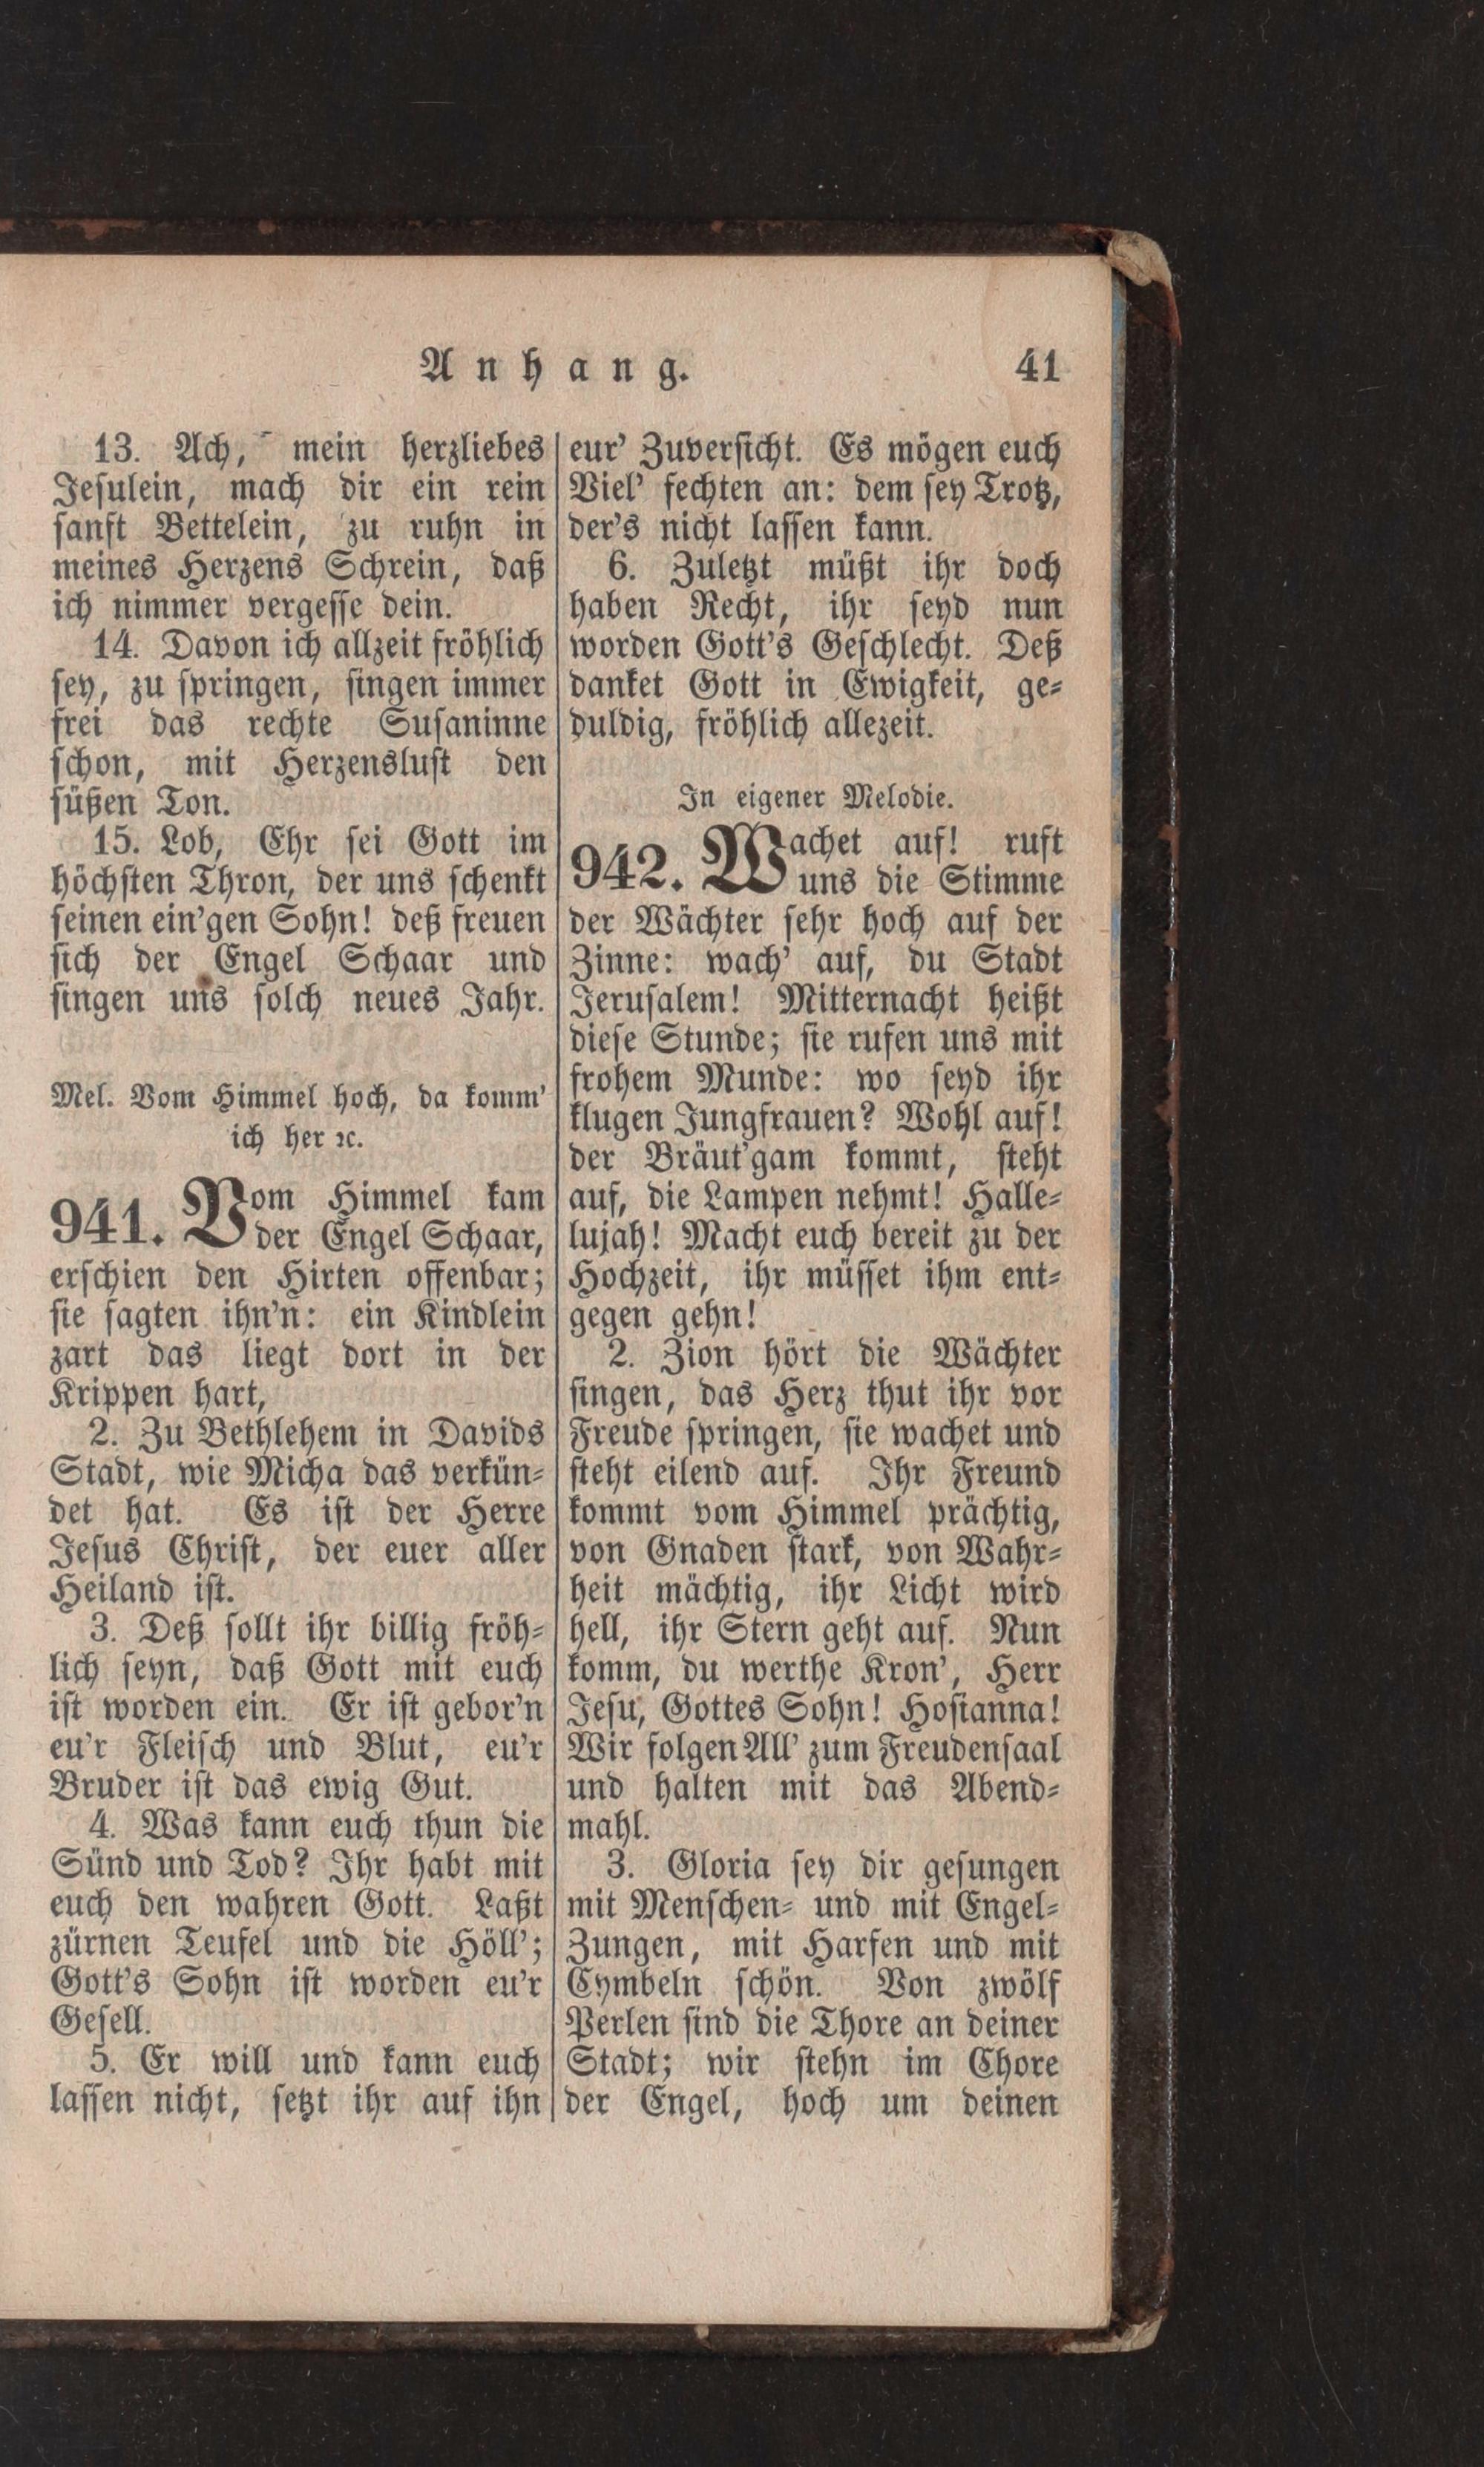 Anhang. 41
13. Ach, mein herzliebes
Jesulein, mach dir ein rein
sanft Bettelein, zu ruhn in
meines Herzens Schrein, daß
ich nimmer vergesse dein.
14. Davon ich allzeit fröhlich
sey, zu springen, singen immer
frei das rechte Susaninne
schon, mit Herzenslust den
süßen Ton.
15. Lob, Ehr sei Gott im
höchsten Thron, der uns schenkt
seinen ein'gen Sohn! deß freuen
sich der Engel Schaar und
singen uns solch neues Jahr.
Mel. Vom Himmel hoch, da komm'
ich her ꝛc.
941. Vom Himmel kam
der Engel Schaar,
erschien den Hirten offenbar;
sie sagten ihn'n: ein Kindlein
zart das liegt dort in der
Krippen hart,
2. Zu Bethlehem in Davids
Stadt, wie Micha das verkün-
det hat. Es ist der Herre
Jesus Christ, der euer aller
Heiland ist.
3. Deß sollt ihr billig fröh-
lich seyn, daß Gott mit euch
ist worden ein. Er ist gebor'n
eu'r Fleisch und Blut, eu'r
Bruder ist das ewig Gut.
4. Was kann euch thun die
Sünd und Tod? Ihr habt mit
euch den wahren Gott. Laßt
zürnen Teufel und die Höll';
Gott's Sohn ist worden eu'r
Gesell.
5. Er will und kann euch
lassen nicht, setzt ihr auf ihn
eur' Zuversicht. Es mögen euch
Viel' fechten an: dem sey Trotz,
der's nicht lassen kann.
6. Zuletzt müßt ihr doch
haben Recht, ihr seyd nun
worden Gott's Geschlecht. Deß
danket Gott in Ewigkeit, ge-
duldig, fröhlich allezeit.
In eigener Melodie.
942. Wachet auf! ruft
uns die Stimme
der Wächter sehr hoch auf der
Zinne: wach' auf, du Stadt
Jerusalem! Mitternacht heißt
diese Stunde; sie rufen uns mit
frohem Munde: wo seyd ihr
klugen Jungfrauen? Wohl auf!
der Bräut'gam kommt, steht
auf, die Lampen nehmt! Halle-
lujah! Macht euch bereit zu der
Hochzeit, ihr müsset ihm ent-
gegen gehn!
2. Zion hört die Wächter
singen, das Herz thut ihr vor
Freude springen, sie wachet und
steht eilend auf. Ihr Freund
kommt vom Himmel prächtig,
von Gnaden stark, von Wahr-
heit mächtig, ihr Licht wird
hell, ihr Stern geht auf. Nun
komm, du werthe Kron', Herr
Jesu, Gottes Sohn! Hosianna!
Wir folgen All' zum Freudensaal
und halten mit das Abend-
mahl.
3. Gloria sey dir gesungen
mit Menschen- und mit Engel-
Zungen, mit Harfen und mit
Cymbeln schön. Von zwölf
Perlen sind die Thore an deiner
Stadt; wir stehn im Chore
der Engel, hoch um deinen